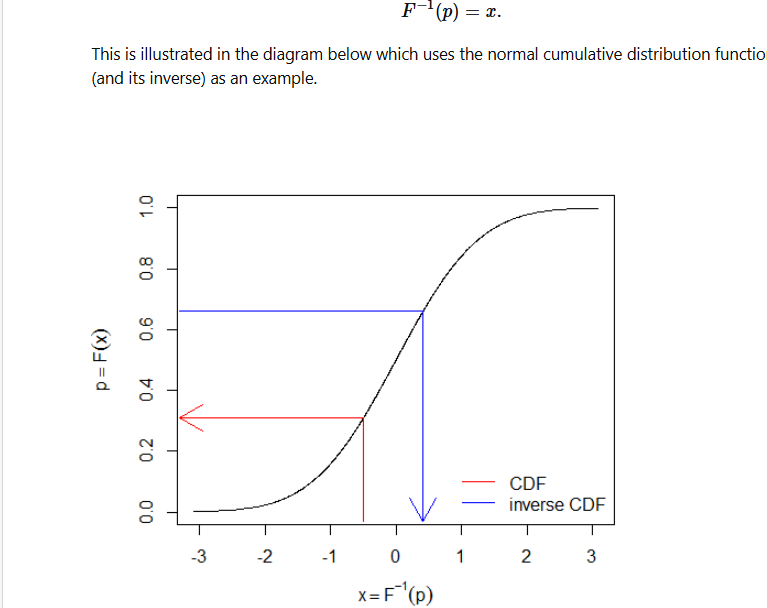 F⁻¹(p) = x.
This is illustrated in the diagram below which uses the normal cumulative distribution functio
(and its inverse) as an example.
p = F(x)
1.0
0.8
0.6
0.4
0.2
0.0
CDF
inverse CDF
-3 -2 -1 0 1 2 3
x = F⁻¹(p)